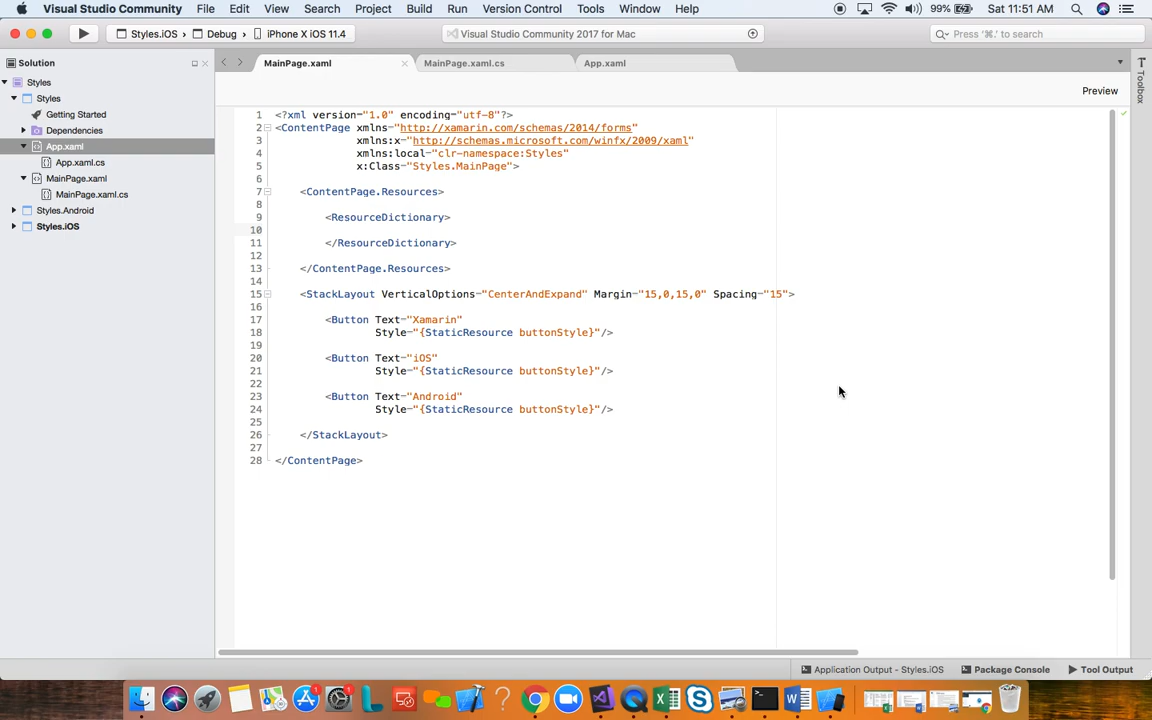 Visual Studio Community File Edit View Search Project Build Run Version Control Tools Window Help 99% Sat 11:51 AM
Styles.iOS › Debug › iPhone X iOS 11.4 Visual Studio Community 2017 for Mac Press '⌘.' to search
Solution
Styles
Styles
Getting Started
Dependencies
App.xaml
App.xaml.cs
MainPage.xaml
MainPage.xaml.cs
Styles.Android
Styles.iOS
MainPage.xaml MainPage.xaml.cs App.xaml
Toolbox
Preview
1 <?xml version="1.0" encoding="utf-8"?>
2 <ContentPage xmlns="http://xamarin.com/schemas/2014/forms"
3 xmlns:x="http://schemas.microsoft.com/winfx/2009/xaml"
4 xmlns:local="clr-namespace:Styles"
5 x:Class="Styles.MainPage">
6
7 <ContentPage.Resources>
8
9 <ResourceDictionary>
10
11 </ResourceDictionary>
12
13 </ContentPage.Resources>
14
15 <StackLayout VerticalOptions="CenterAndExpand" Margin="15,0,15,0" Spacing="15">
16
17 <Button Text="Xamarin"
18 Style="{StaticResource buttonStyle}"/>
19
20 <Button Text="iOS"
21 Style="{StaticResource buttonStyle}"/>
22
23 <Button Text="Android"
24 Style="{StaticResource buttonStyle}"/>
25
26 </StackLayout>
27
28 </ContentPage>
Application Output - Styles.iOS Package Console Tool Output